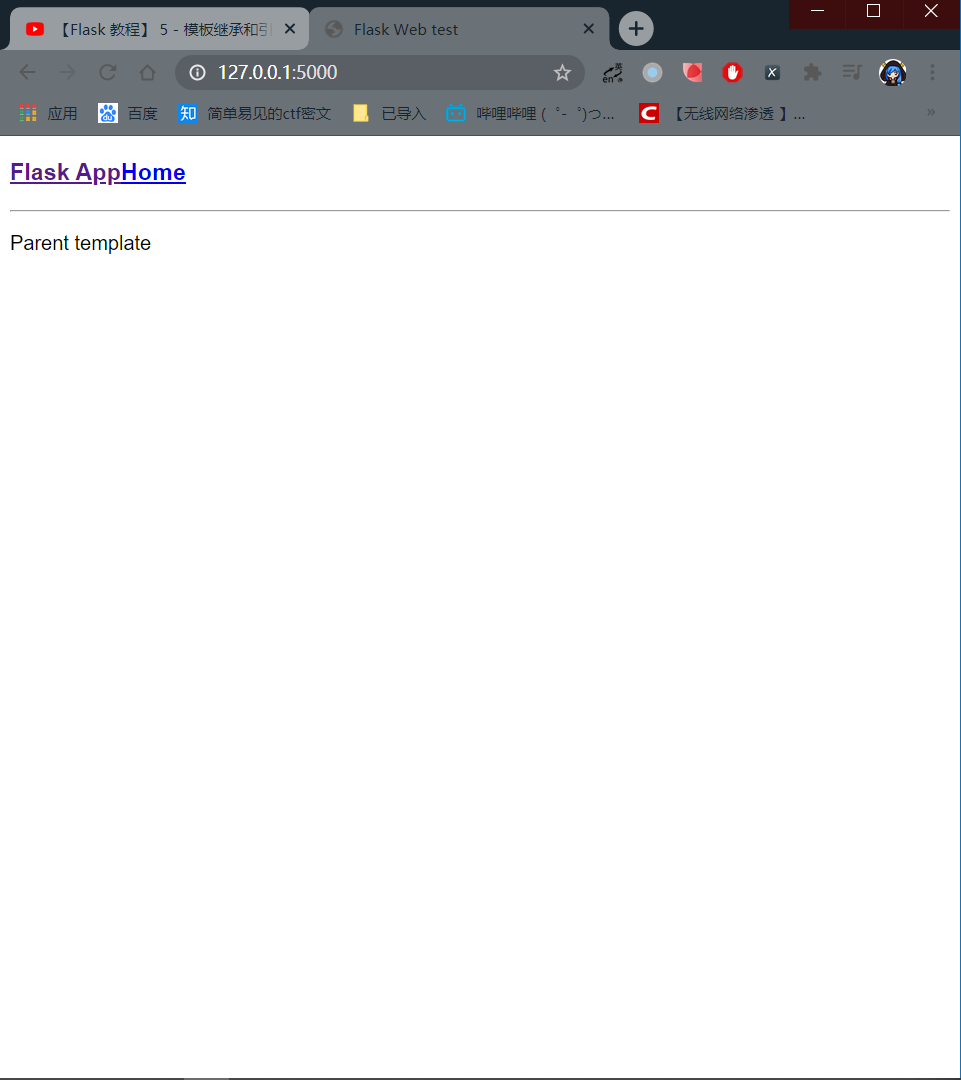 【Flask 教程】 5 - 模板继承和引
Flask Web test
127.0.0.1:5000
应用
百度
知 简单易见的ctf密文
已导入
哔哩哔哩 ( ゜- ゜)つ...
【无线网络渗透 】...
Flask AppHome
Parent template